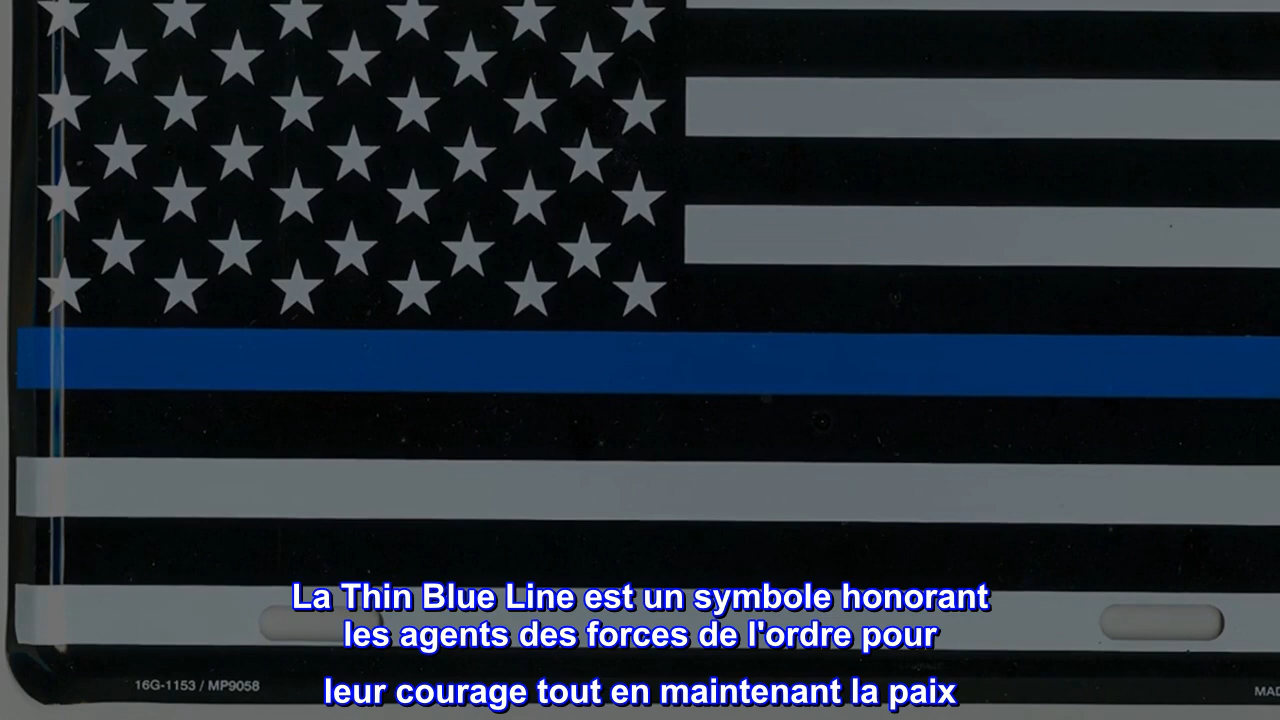 La Thin Blue Line est un symbole honorant
les agents des forces de l'ordre pour
leur courage tout en maintenant la paix
16G-1153 / MP9058
MAD